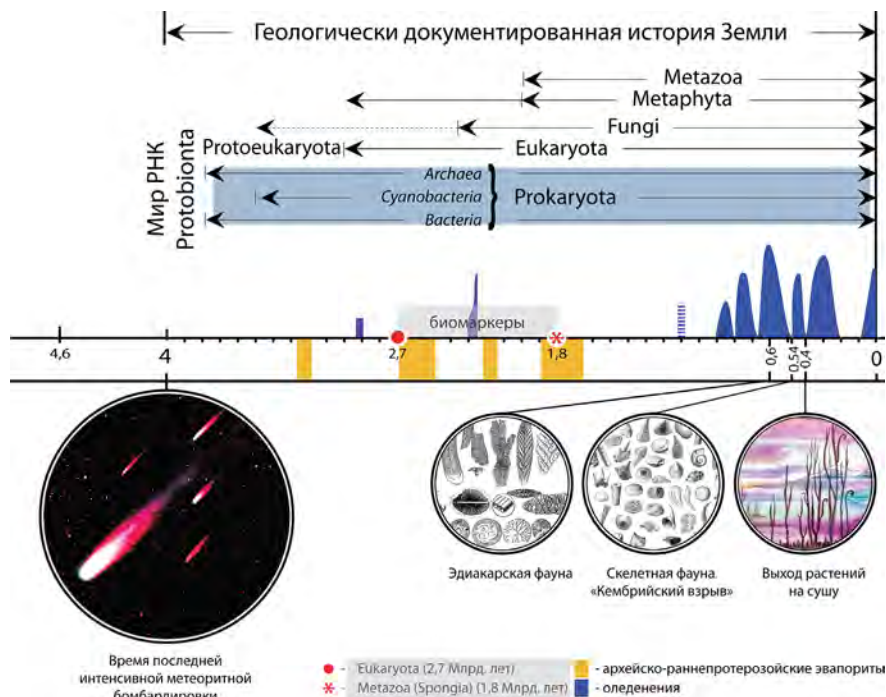 Геологически документированная история Земли
Metazoa
Metaphyta
Fungi
Protoeukaryota
Eukaryota
Мир РНК
Protobionta
Archaea
Cyanobacteria
Bacteria
Prokaryota
биомаркеры
4,6
4
2,7
1,8
0,6
0,54
0,4
0
Эдиакарская фауна
Скелетная фауна.
«Кембрийский взрыв»
Выход растений
на сушу
Время последней
интенсивной метеоритной
бомбардировки
- Eukaryota (2,7 Млрд. лет)
- Metazoa (Spongia) (1,8 Млрд. лет)
- архейско-раннепротерозойские эвапориты
- оледенения